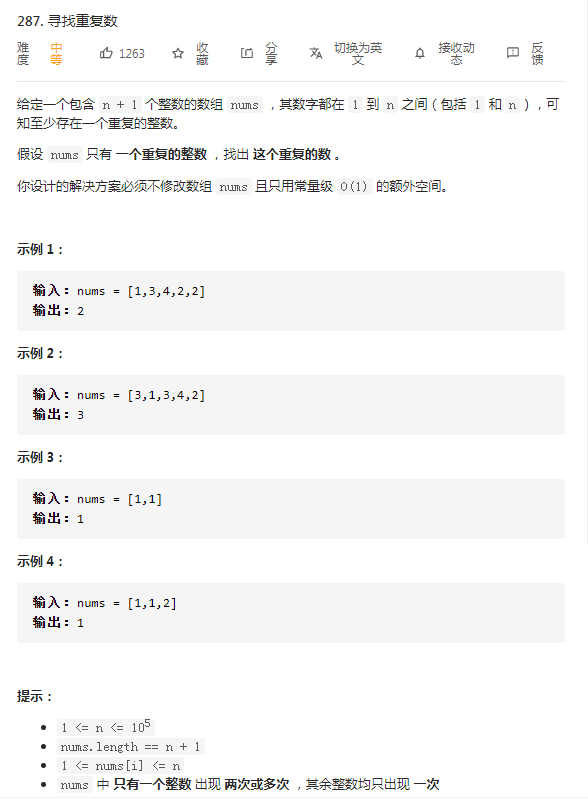 287. 寻找重复数
难度 中等 1263 收藏 分享 切换为英文 接收动态 反馈
给定一个包含 n + 1 个整数的数组 nums ，其数字都在 1 到 n 之间（包括 1 和 n ），可
知至少存在一个重复的整数。
假设 nums 只有 一个重复的整数 ，找出 这个重复的数 。
你设计的解决方案必须不修改数组 nums 且只用常量级 O(1) 的额外空间。
示例 1：
输入：nums = [1,3,4,2,2]
输出：2
示例 2：
输入：nums = [3,1,3,4,2]
输出：3
示例 3：
输入：nums = [1,1]
输出：1
示例 4：
输入：nums = [1,1,2]
输出：1
提示：
1 <= n <= 10⁵
nums.length == n + 1
1 <= nums[i] <= n
nums 中 只有一个整数 出现 两次或多次 ，其余整数均只出现 一次